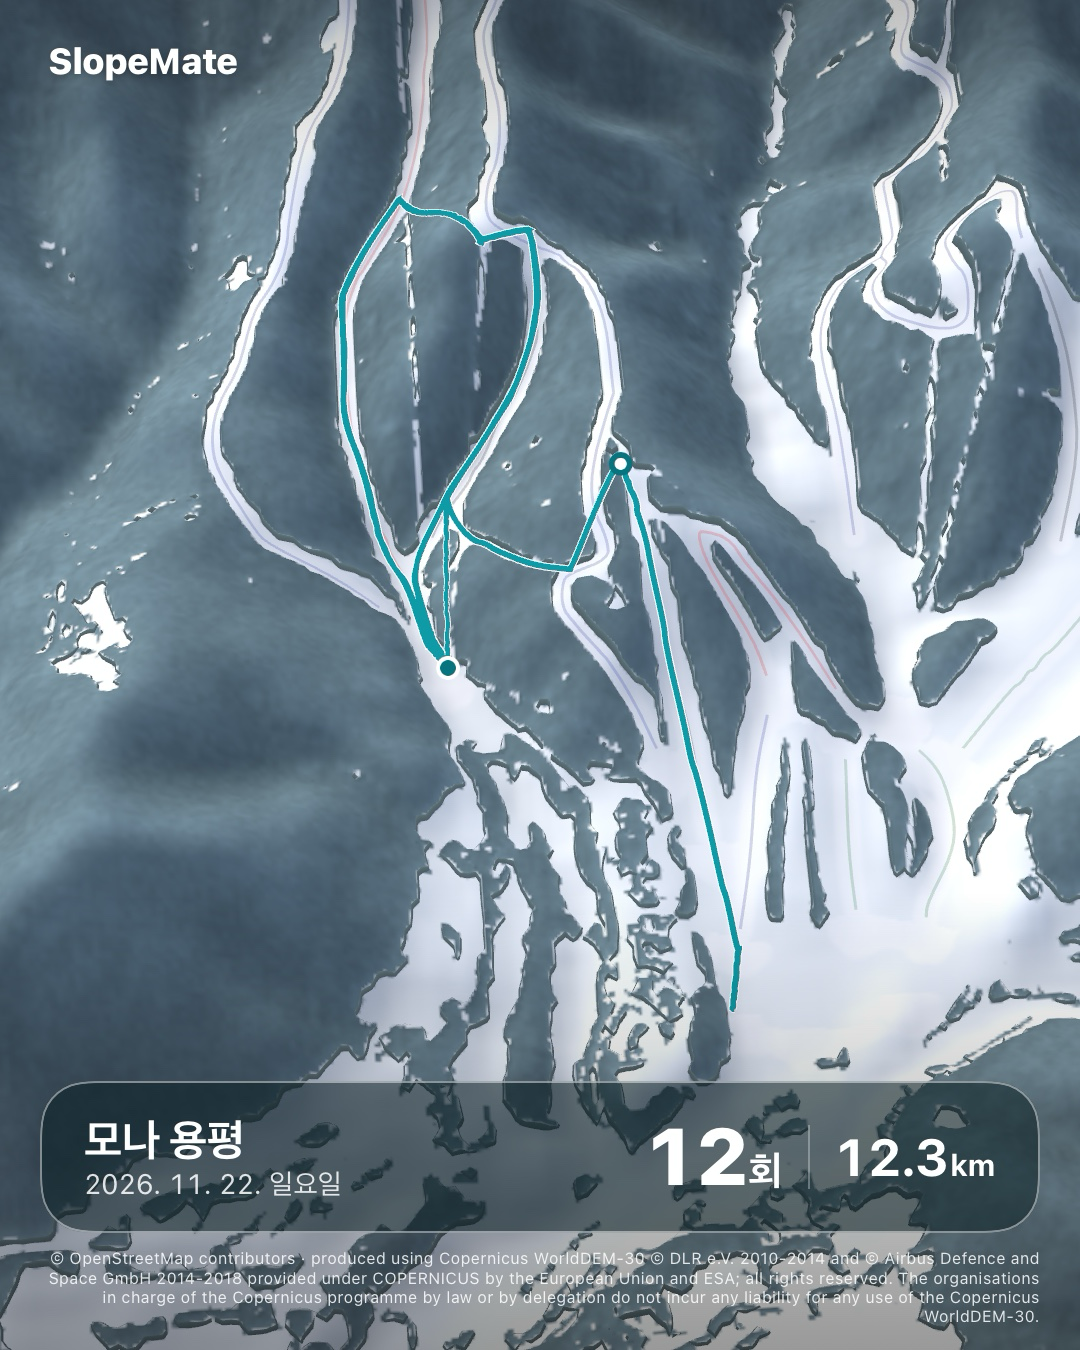 SlopeMate
모나 용평
2026. 11. 22. 일요일
12회
12.3km
© OpenStreetMap contributors · produced using Copernicus WorldDEM-30 © DLR e.V. 2010-2014 and © Airbus Defence and
Space GmbH 2014-2018 provided under COPERNICUS by the European Union and ESA; all rights reserved. The organisations
in charge of the Copernicus programme by law or by delegation do not incur any liability for any use of the Copernicus
WorldDEM-30.